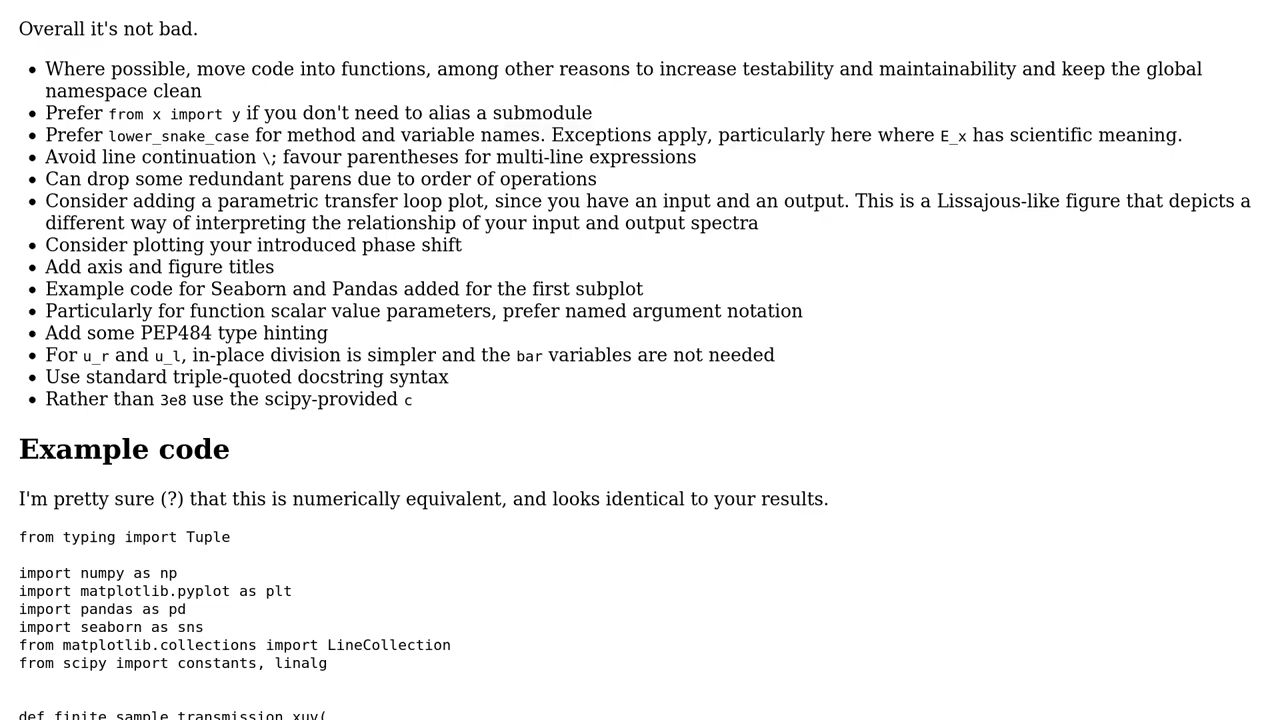 Overall it's not bad.
• Where possible, move code into functions, among other reasons to increase testability and maintainability and keep the global
namespace clean
• Prefer from x import y if you don't need to alias a submodule
• Prefer lower_snake_case for method and variable names. Exceptions apply, particularly here where E_x has scientific meaning.
• Avoid line continuation \; favour parentheses for multi-line expressions
• Can drop some redundant parens due to order of operations
• Consider adding a parametric transfer loop plot, since you have an input and an output. This is a Lissajous-like figure that depicts a
different way of interpreting the relationship of your input and output spectra
• Consider plotting your introduced phase shift
• Add axis and figure titles
• Example code for Seaborn and Pandas added for the first subplot
• Particularly for function scalar value parameters, prefer named argument notation
• Add some PEP484 type hinting
• For u_r and u_l, in-place division is simpler and the bar variables are not needed
• Use standard triple-quoted docstring syntax
• Rather than 3e8 use the scipy-provided c
Example code
I'm pretty sure (?) that this is numerically equivalent, and looks identical to your results.
from typing import Tuple
import numpy as np
import matplotlib.pyplot as plt
import pandas as pd
import seaborn as sns
from matplotlib.collections import LineCollection
from scipy import constants, linalg
def finite_sample_transmission_xuv(